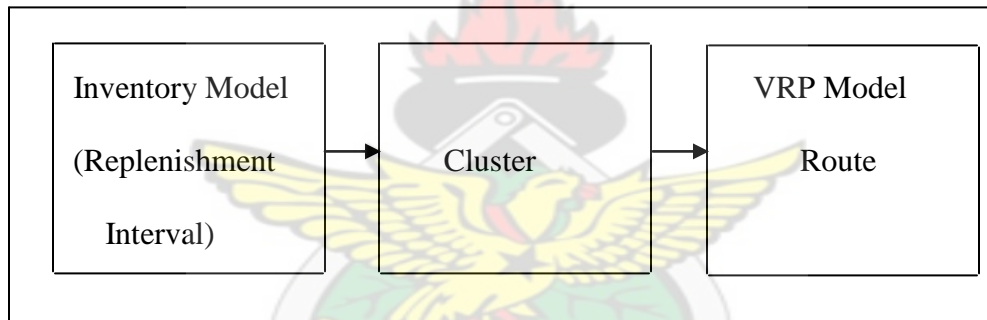 Inventory Model
(Replenishment
Interval)
Cluster
VRP Model
Route